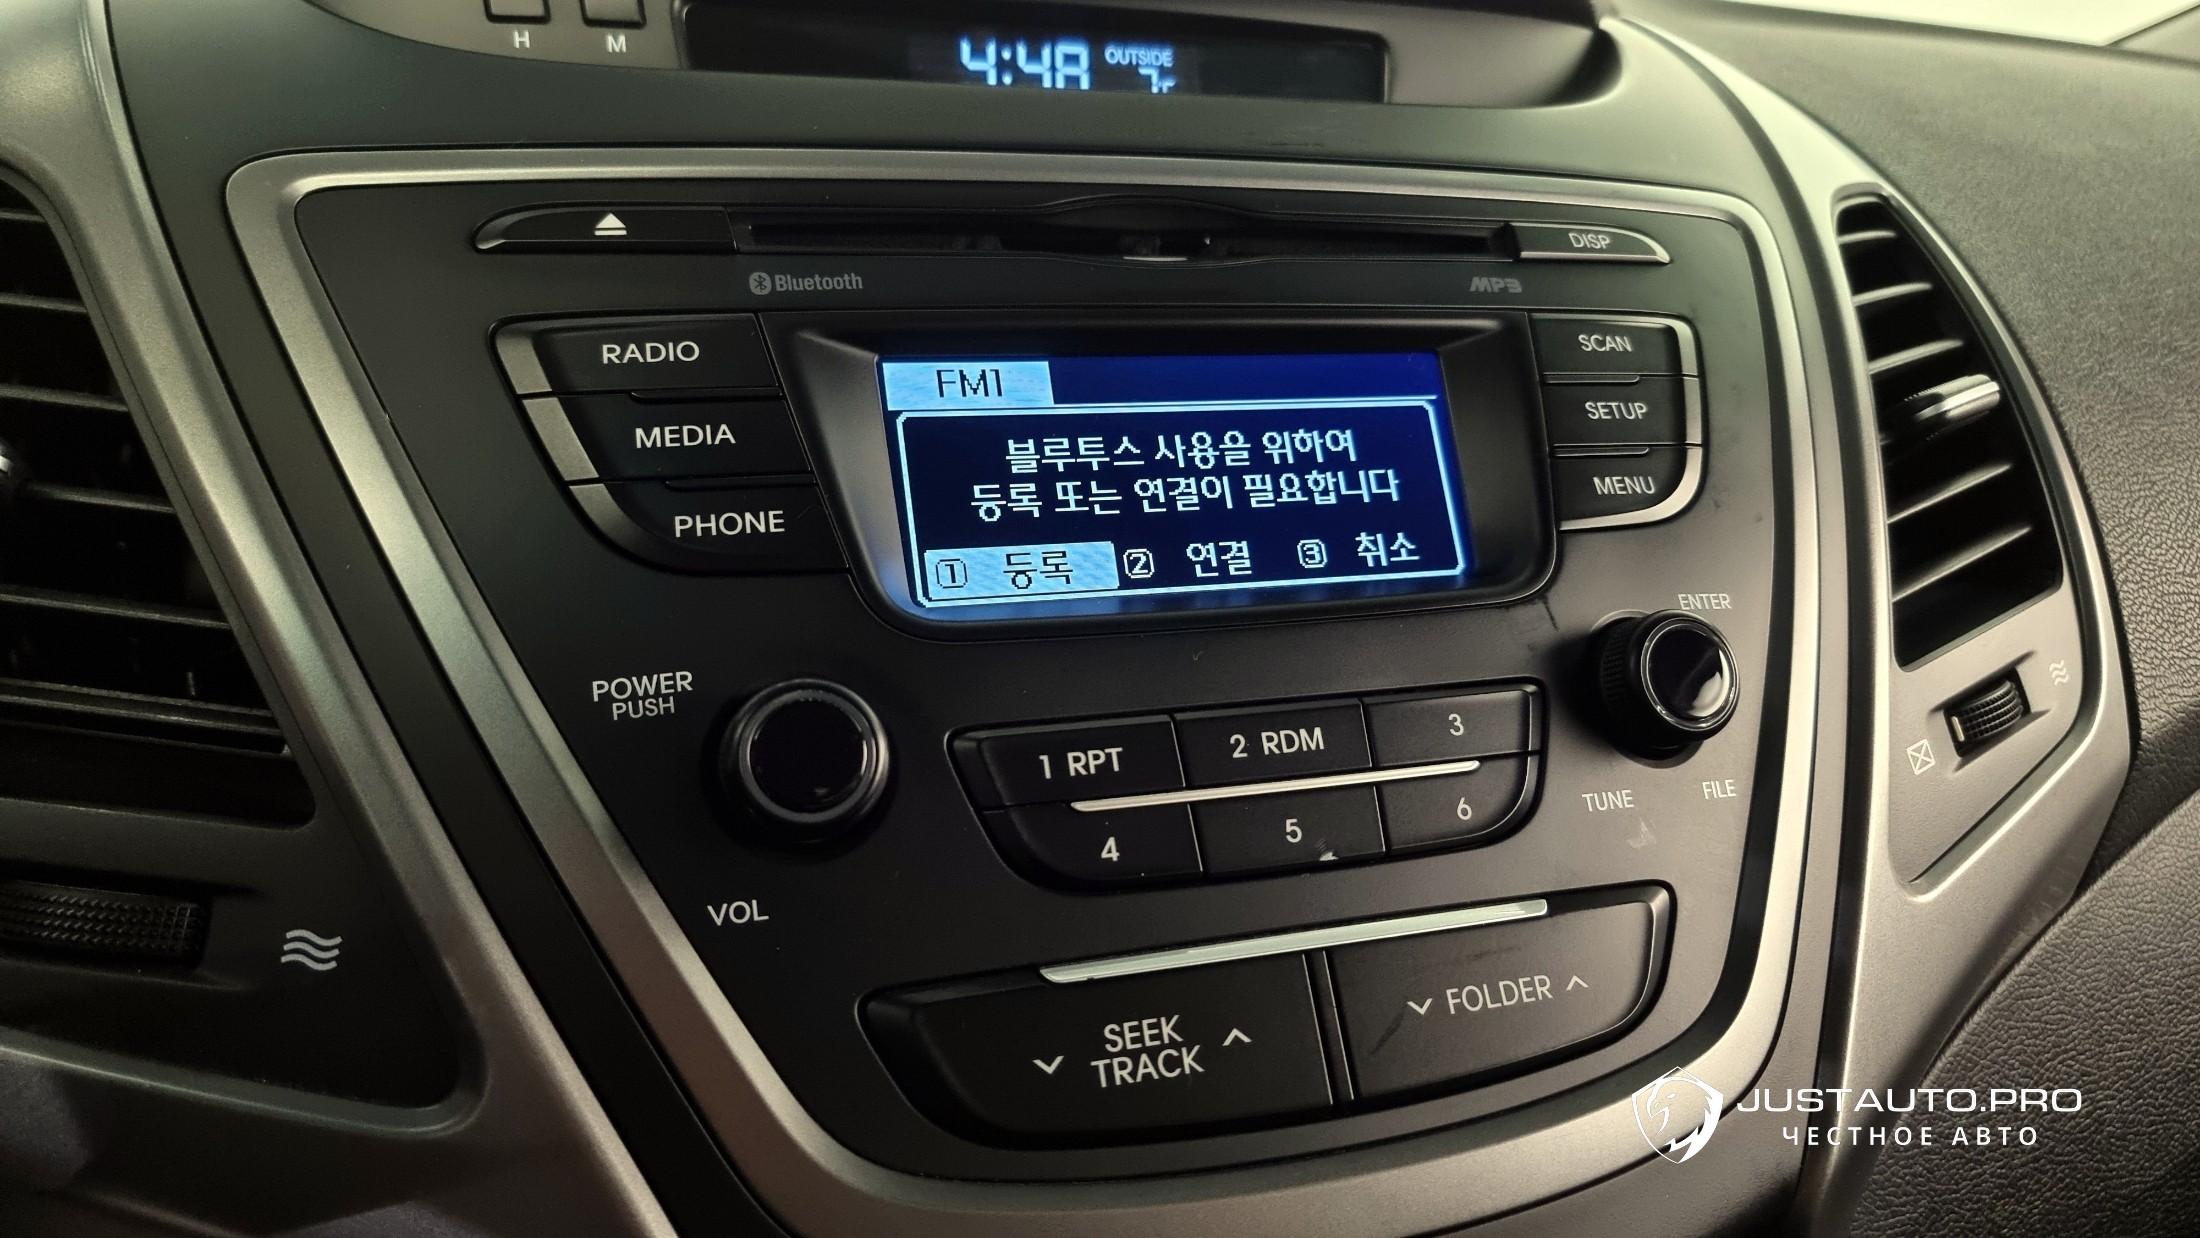 H M
4:48 OUTSIDE
7°C
DISP
Bluetooth MP3
RADIO
MEDIA
PHONE
FM1
블루투스 사용을 위하여
등록 또는 연결이 필요합니다
① 등록 ② 연결 ③ 취소
SCAN
SETUP
MENU
ENTER
POWER
PUSH
VOL
1 RPT 2 RDM 3
4 5 6
TUNE FILE
SEEK
TRACK
FOLDER
JUSTAUTO.PRO
ЧЕСТНОЕ АВТО